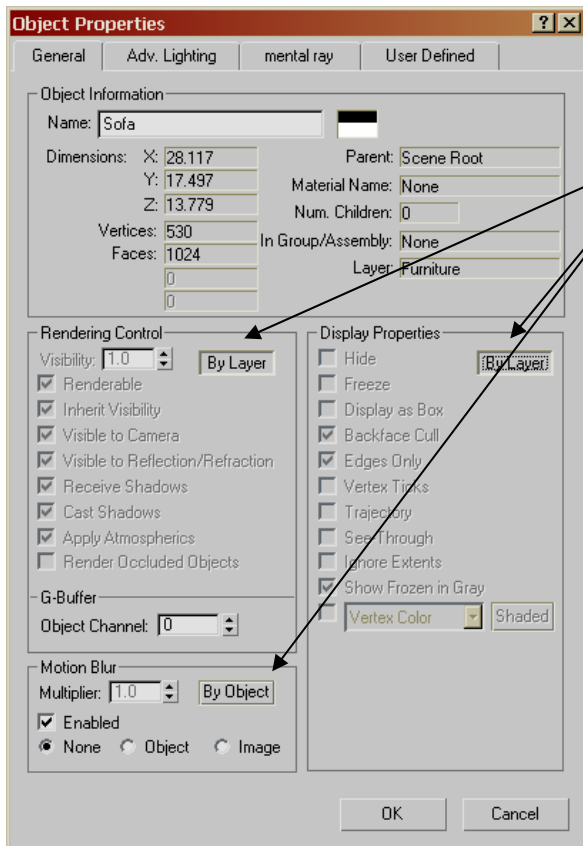 Object Properties
General
Adv. Lighting
mental ray
User Defined
Object Information
Name: Sofa
Dimensions: X: 28.117
Y: 17.497
Z: 13.779
Vertices: 530
Faces: 1024
0
0
Parent: Scene Root
Material Name: None
Num. Children: 0
In Group/Assembly: None
Layer: Furniture
Rendering Control
Visibility: 1.0
By Layer
Renderable
Inherit Visibility
Visible to Camera
Visible to Reflection/Refraction
Receive Shadows
Cast Shadows
Apply Atmospherics
Render Occluded Objects
G-Buffer
Object Channel: 0
Motion Blur
Multiplier: 1.0
By Object
Enabled
None
Object
Image
Display Properties
Hide
By Layer
Freeze
Display as Box
Backface Cull
Edges Only
Vertex Ticks
Trajectory
See-Through
Ignore Extents
Show Frozen in Gray
Vertex Color
Shaded
OK
Cancel